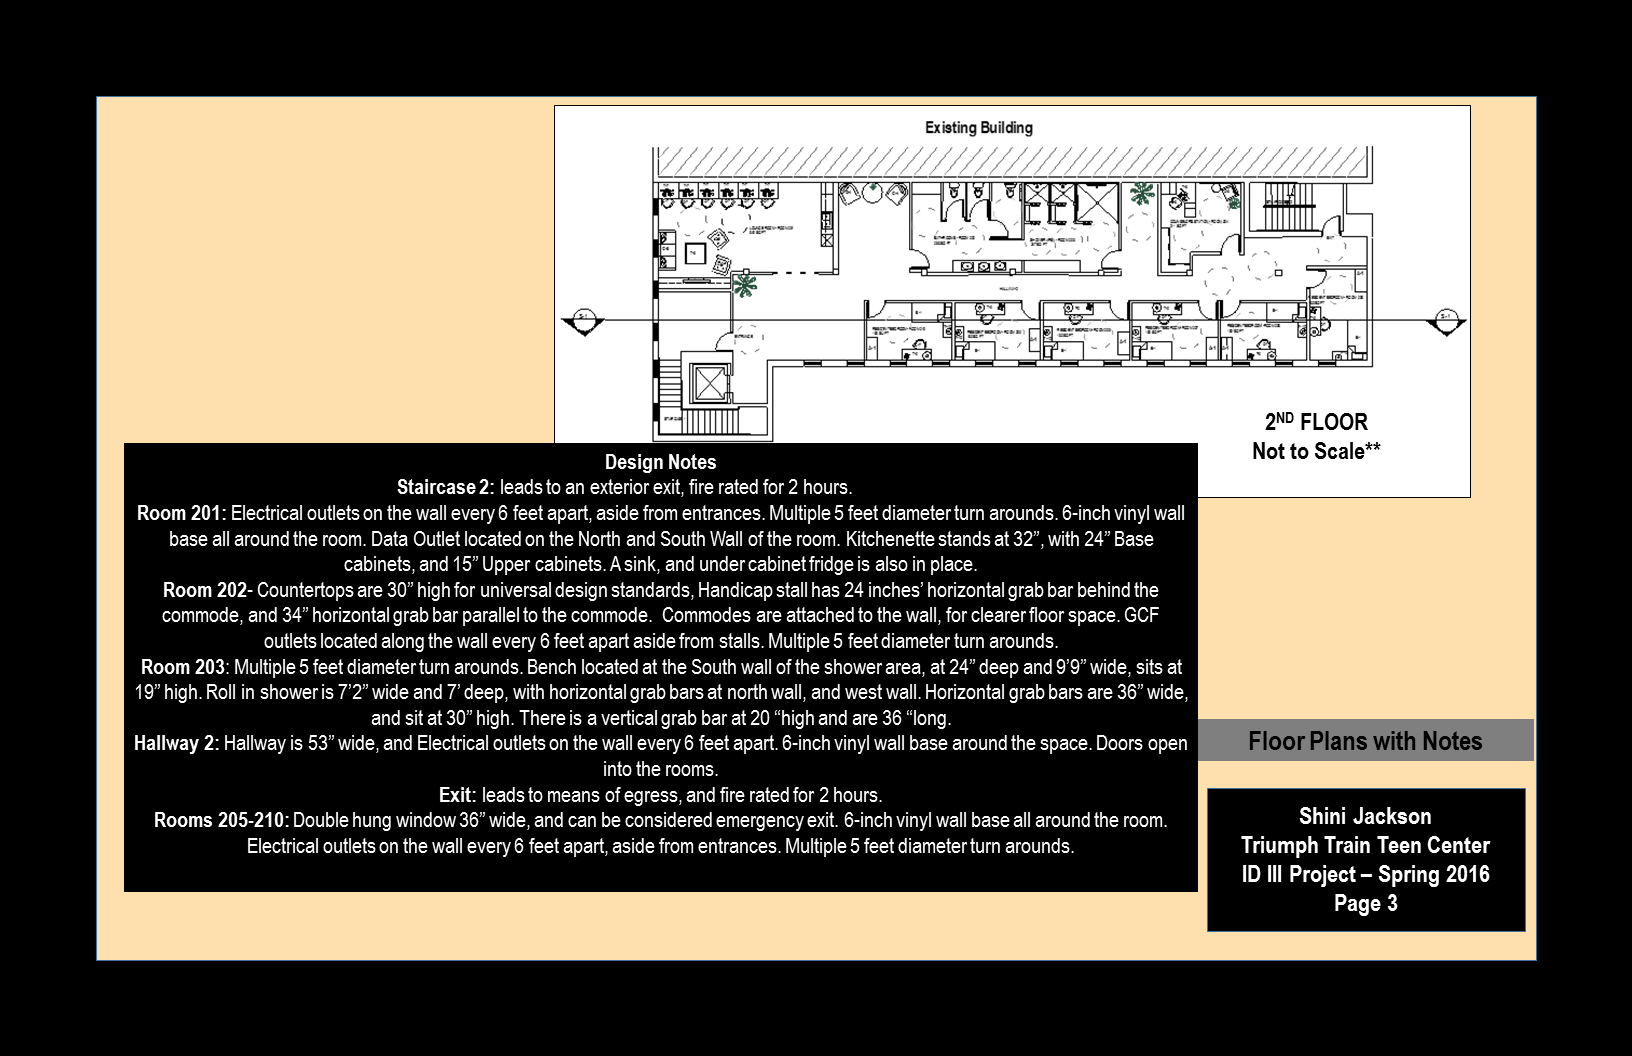 Existing Building
HALLWAY
ENTRANCE
EXIT
S-1
S-1
2ND FLOOR
Not to Scale**
Design Notes
Staircase 2: leads to an exterior exit, fire rated for 2 hours.
Room 201: Electrical outlets on the wall every 6 feet apart, aside from entrances. Multiple 5 feet diameter turn arounds. 6-inch vinyl wall
base all around the room. Data Outlet located on the North and South Wall of the room. Kitchenette stands at 32”, with 24” Base
cabinets, and 15” Upper cabinets. A sink, and under cabinet fridge is also in place.
Room 202- Countertops are 30” high for universal design standards, Handicap stall has 24 inches’ horizontal grab bar behind the
commode, and 34” horizontal grab bar parallel to the commode.  Commodes are attached to the wall, for clearer floor space. GCF
outlets located along the wall every 6 feet apart aside from stalls. Multiple 5 feet diameter turn arounds.
Room 203: Multiple 5 feet diameter turn arounds. Bench located at the South wall of the shower area, at 24” deep and 9’9” wide, sits at
19” high. Roll in shower is 7’2” wide and 7’ deep, with horizontal grab bars at north wall, and west wall. Horizontal grab bars are 36” wide,
and sit at 30” high. There is a vertical grab bar at 20 “high and are 36 “long.
Hallway 2: Hallway is 53” wide, and Electrical outlets on the wall every 6 feet apart. 6-inch vinyl wall base around the space. Doors open
into the rooms.
Exit: leads to means of egress, and fire rated for 2 hours.
Rooms 205-210: Double hung window 36” wide, and can be considered emergency exit. 6-inch vinyl wall base all around the room.
Electrical outlets on the wall every 6 feet apart, aside from entrances. Multiple 5 feet diameter turn arounds.
Floor Plans with Notes
Shini Jackson
Triumph Train Teen Center
ID III Project – Spring 2016
Page 3